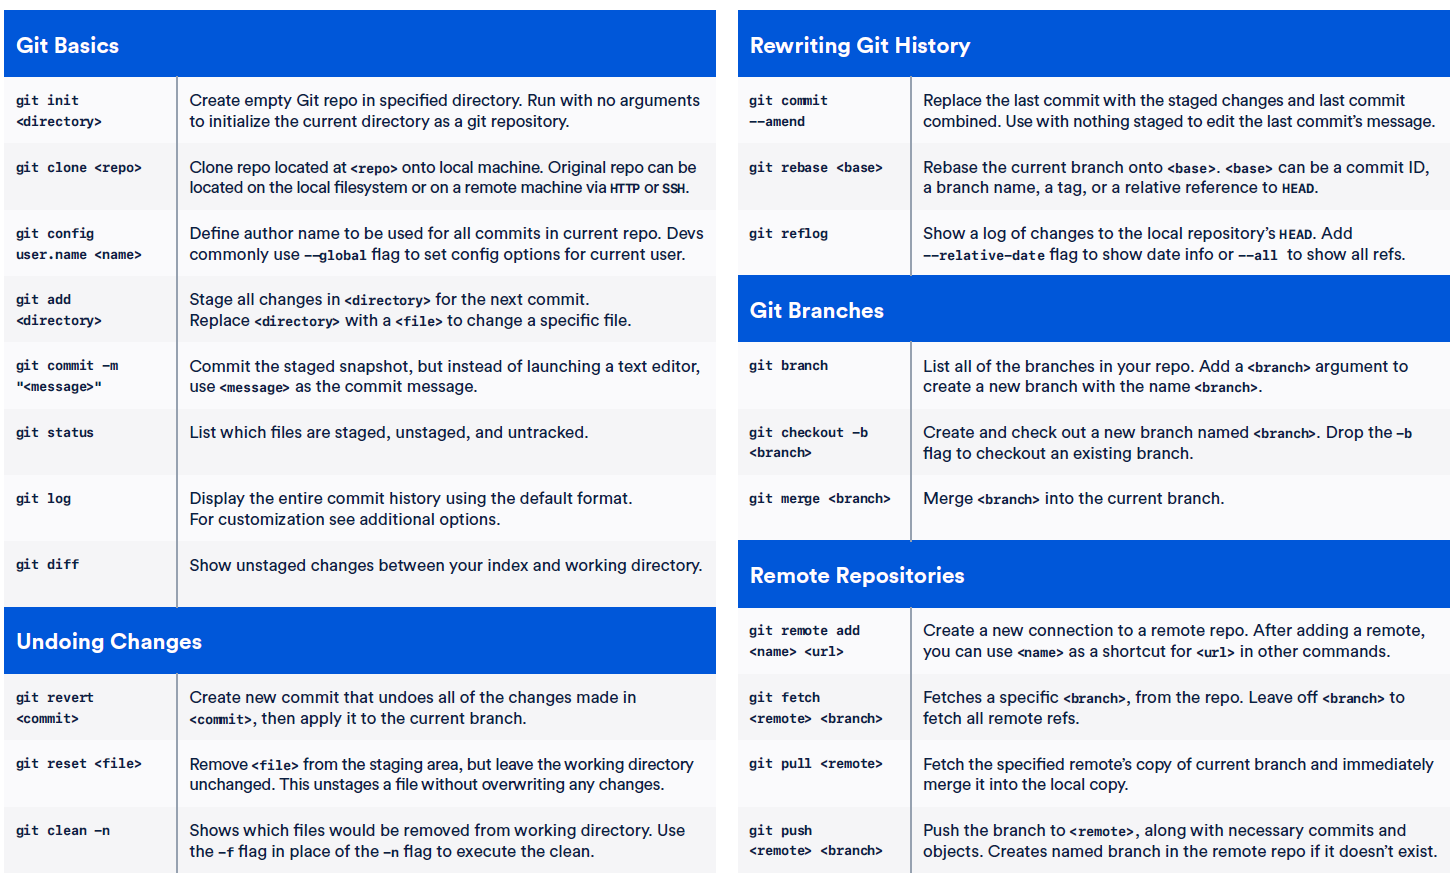 Git Basics
git init
<directory>
Create empty Git repo in specified directory. Run with no arguments
to initialize the current directory as a git repository.
git clone <repo>
Clone repo located at <repo> onto local machine. Original repo can be
located on the local filesystem or on a remote machine via HTTP or SSH.
git config
user.name <name>
Define author name to be used for all commits in current repo. Devs
commonly use --global flag to set config options for current user.
git add
<directory>
Stage all changes in <directory> for the next commit.
Replace <directory> with a <file> to change a specific file.
git commit -m
"<message>"
Commit the staged snapshot, but instead of launching a text editor,
use <message> as the commit message.
git status
List which files are staged, unstaged, and untracked.
git log
Display the entire commit history using the default format.
For customization see additional options.
git diff
Show unstaged changes between your index and working directory.
Undoing Changes
git revert
<commit>
Create new commit that undoes all of the changes made in
<commit>, then apply it to the current branch.
git reset <file>
Remove <file> from the staging area, but leave the working directory
unchanged. This unstages a file without overwriting any changes.
git clean -n
Shows which files would be removed from working directory. Use
the -f flag in place of the -n flag to execute the clean.
Rewriting Git History
git commit
--amend
Replace the last commit with the staged changes and last commit
combined. Use with nothing staged to edit the last commit's message.
git rebase <base>
Rebase the current branch onto <base>. <base> can be a commit ID,
a branch name, a tag, or a relative reference to HEAD.
git reflog
Show a log of changes to the local repository's HEAD. Add
--relative-date flag to show date info or --all to show all refs.
Git Branches
git branch
List all of the branches in your repo. Add a <branch> argument to
create a new branch with the name <branch>.
git checkout -b
<branch>
Create and check out a new branch named <branch>. Drop the -b
flag to checkout an existing branch.
git merge <branch>
Merge <branch> into the current branch.
Remote Repositories
git remote add
<name> <url>
Create a new connection to a remote repo. After adding a remote,
you can use <name> as a shortcut for <url> in other commands.
git fetch
<remote> <branch>
Fetches a specific <branch>, from the repo. Leave off <branch> to
fetch all remote refs.
git pull <remote>
Fetch the specified remote's copy of current branch and immediately
merge it into the local copy.
git push
<remote> <branch>
Push the branch to <remote>, along with necessary commits and
objects. Creates named branch in the remote repo if it doesn't exist.